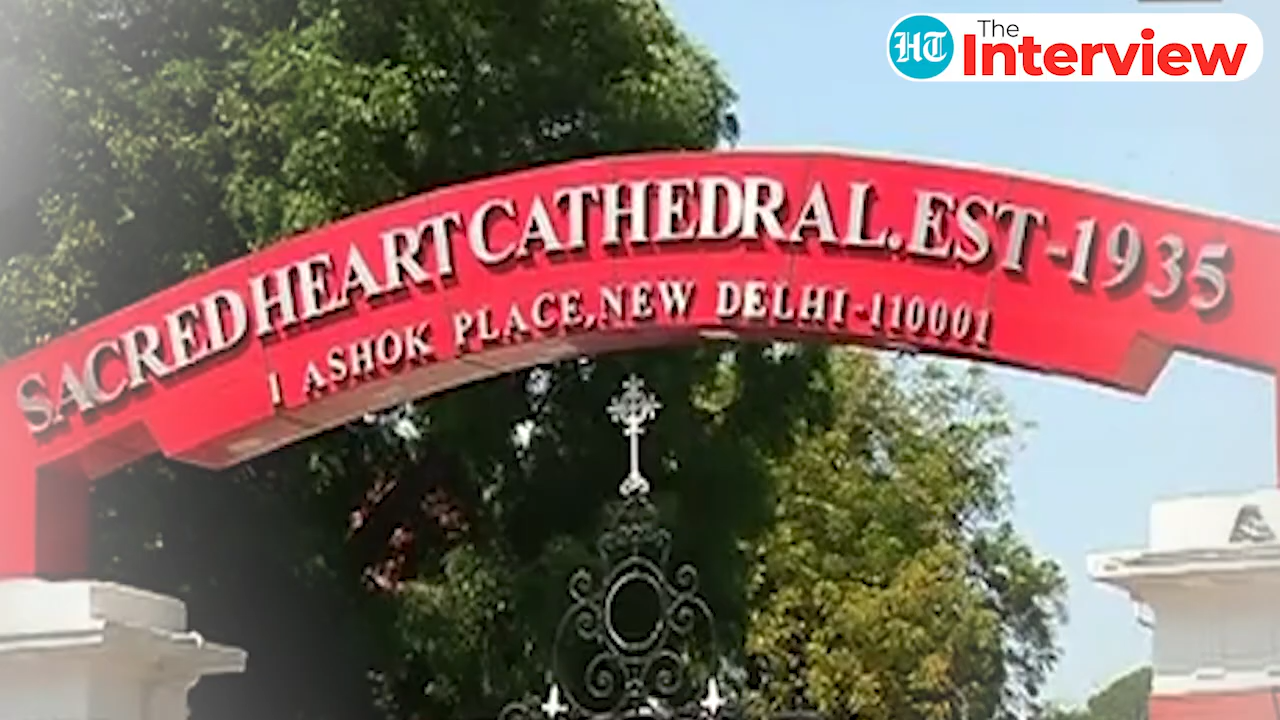 HT The
Interview
SACRED HEART CATHEDRAL. EST-1935
1 ASHOK PLACE, NEW DELHI-110001
A